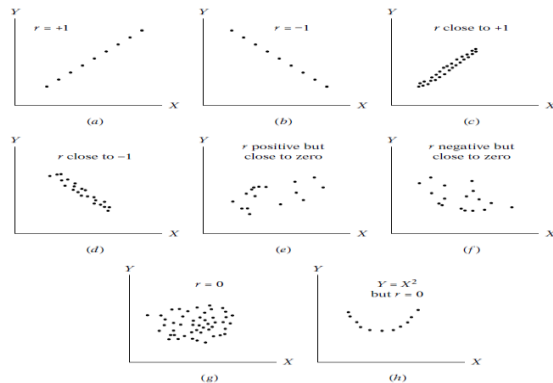 Y
r = +1
X
(a)
Y
r = −1
X
(b)
Y
r close to +1
X
(c)
Y
r close to −1
X
(d)
Y
r positive but
close to zero
X
(e)
Y
r negative but
close to zero
X
(f)
Y
r = 0
X
(g)
Y
Y = X²
but r = 0
X
(h)